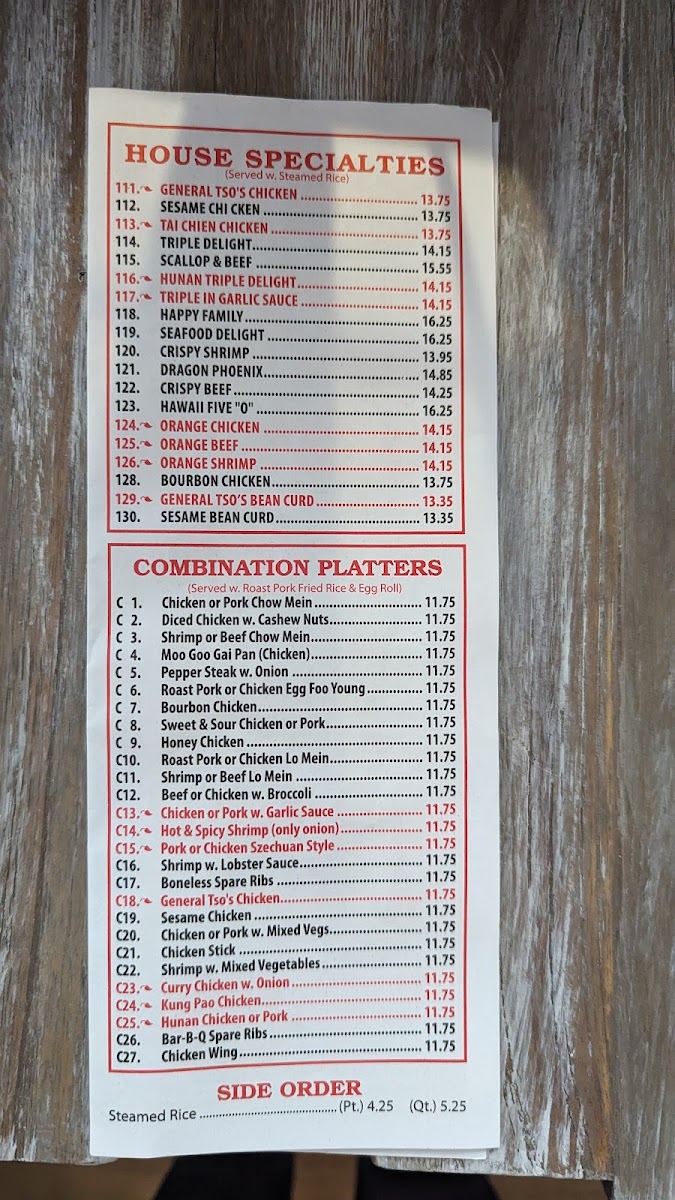 HOUSE SPECIALTIES
(Served w. Steamed Rice)
111. GENERAL TSO'S CHICKEN 13.75
112. SESAME CHI CKEN 13.75
113. TAI CHIEN CHICKEN 13.75
114. TRIPLE DELIGHT 14.15
115. SCALLOP & BEEF 15.55
116. HUNAN TRIPLE DELIGHT 14.15
117. TRIPLE IN GARLIC SAUCE 14.15
118. HAPPY FAMILY 16.25
119. SEAFOOD DELIGHT 16.25
120. CRISPY SHRIMP 13.95
121. DRAGON PHOENIX 14.85
122. CRISPY BEEF 14.25
123. HAWAII FIVE "O" 16.25
124. ORANGE CHICKEN 14.15
125. ORANGE BEEF 14.15
126. ORANGE SHRIMP 14.15
128. BOURBON CHICKEN 13.75
129. GENERAL TSO'S BEAN CURD 13.35
130. SESAME BEAN CURD 13.35
COMBINATION PLATTERS
(Served w. Roast Pork Fried Rice & Egg Roll)
C 1. Chicken or Pork Chow Mein 11.75
C 2. Diced Chicken w. Cashew Nuts 11.75
C 3. Shrimp or Beef Chow Mein 11.75
C 4. Moo Goo Gai Pan (Chicken) 11.75
C 5. Pepper Steak w. Onion 11.75
C 6. Roast Pork or Chicken Egg Foo Young 11.75
C 7. Bourbon Chicken 11.75
C 8. Sweet & Sour Chicken or Pork 11.75
C 9. Honey Chicken 11.75
C10. Roast Pork or Chicken Lo Mein 11.75
C11. Shrimp or Beef Lo Mein 11.75
C12. Beef or Chicken w. Broccoli 11.75
C13. Chicken or Pork w. Garlic Sauce 11.75
C14. Hot & Spicy Shrimp (only onion) 11.75
C15. Pork or Chicken Szechuan Style 11.75
C16. Shrimp w. Lobster Sauce 11.75
C17. Boneless Spare Ribs 11.75
C18. General Tso's Chicken 11.75
C19. Sesame Chicken 11.75
C20. Chicken or Pork w. Mixed Vegs 11.75
C21. Chicken Stick 11.75
C22. Shrimp w. Mixed Vegetables 11.75
C23. Curry Chicken w. Onion 11.75
C24. Kung Pao Chicken 11.75
C25. Hunan Chicken or Pork 11.75
C26. Bar-B-Q Spare Ribs 11.75
C27. Chicken Wing 11.75
SIDE ORDER
Steamed Rice (Pt.) 4.25 (Qt.) 5.25